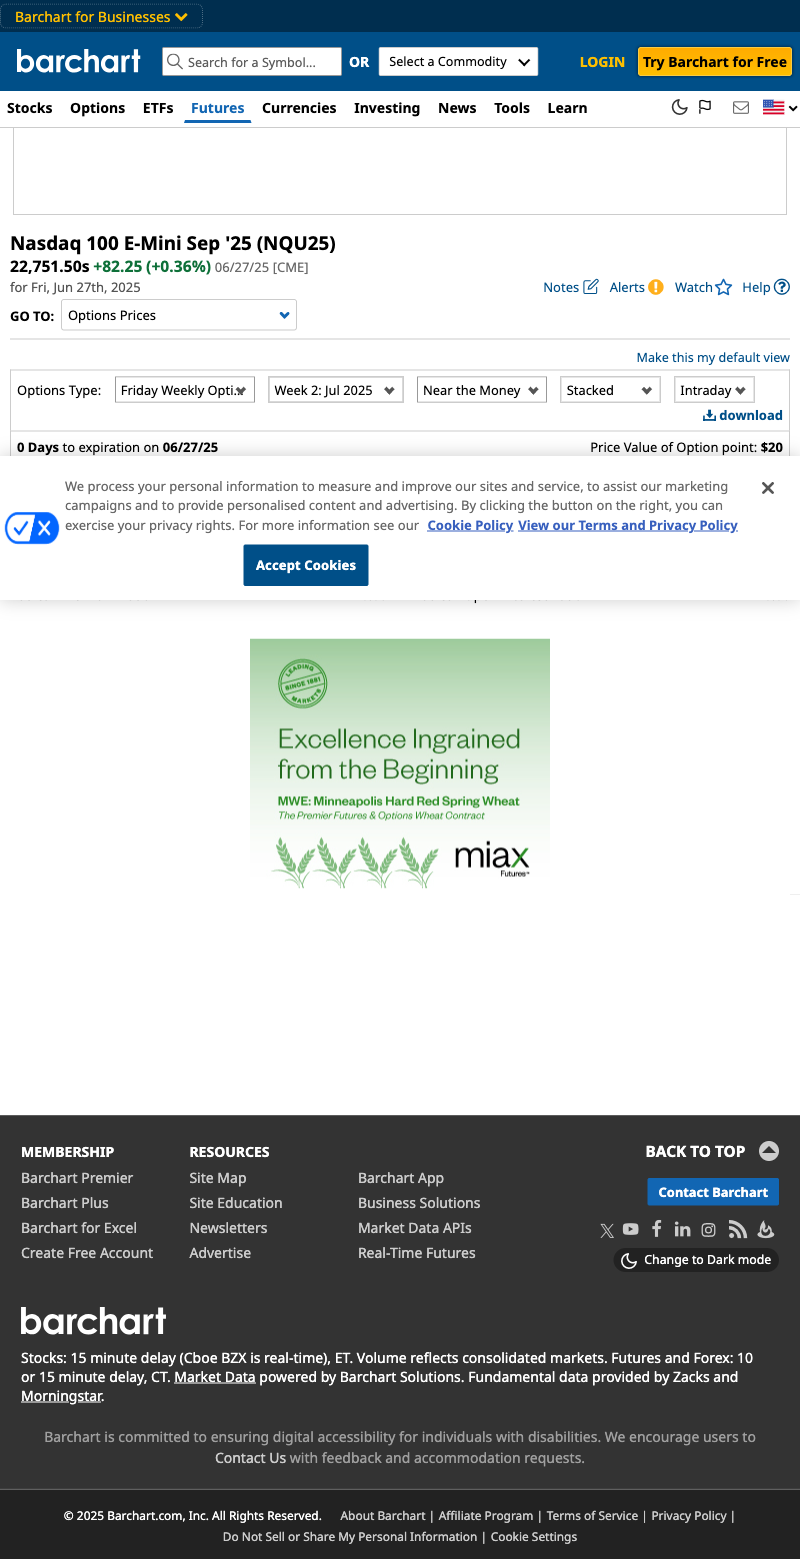 Barchart for Businesses
barchart
Search for a Symbol...
OR
Select a Commodity
LOGIN
Try Barchart for Free
Stocks Options ETFs Futures Currencies Investing News Tools Learn
Nasdaq 100 E-Mini Sep '25 (NQU25)
22,751.50s +82.25 (+0.36%) 06/27/25 [CME]
for Fri, Jun 27th, 2025
Notes Alerts Watch Help
GO TO: Options Prices
Make this my default view
Options Type: Friday Weekly Opti... Week 2: Jul 2025 Near the Money Stacked Intraday
download
0 Days to expiration on 06/27/25
Price Value of Option point: $20
We process your personal information to measure and improve our sites and service, to assist our marketing
campaigns and to provide personalised content and advertising. By clicking the button on the right, you can
exercise your privacy rights. For more information see our Cookie Policy View our Terms and Privacy Policy
Accept Cookies
LEADING
SINCE 1881
MARKETS
Excellence Ingrained
from the Beginning
MWE: Minneapolis Hard Red Spring Wheat
The Premier Futures & Options Wheat Contract
miax
Futures™
MEMBERSHIP
Barchart Premier
Barchart Plus
Barchart for Excel
Create Free Account
RESOURCES
Site Map
Site Education
Newsletters
Advertise
Barchart App
Business Solutions
Market Data APIs
Real-Time Futures
BACK TO TOP
Contact Barchart
Change to Dark mode
barchart
Stocks: 15 minute delay (Cboe BZX is real-time), ET. Volume reflects consolidated markets. Futures and Forex: 10
or 15 minute delay, CT. Market Data powered by Barchart Solutions. Fundamental data provided by Zacks and
Morningstar.
Barchart is committed to ensuring digital accessibility for individuals with disabilities. We encourage users to
Contact Us with feedback and accommodation requests.
© 2025 Barchart.com, Inc. All Rights Reserved. About Barchart | Affiliate Program | Terms of Service | Privacy Policy |
Do Not Sell or Share My Personal Information | Cookie Settings